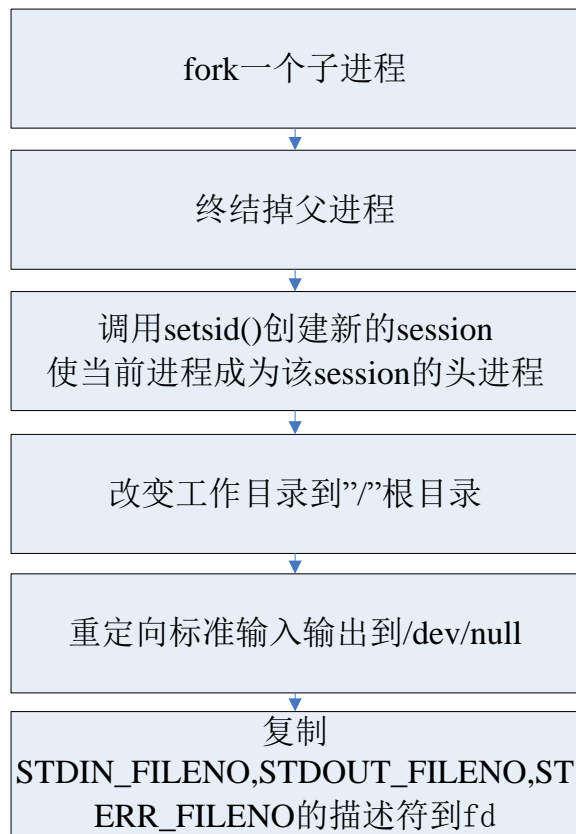 fork一个子进程
终结掉父进程
调用setsid()创建新的session
使当前进程成为该session的头进程
改变工作目录到”/”根目录
重定向标准输入输出到/dev/null
复制
STDIN_FILENO,STDOUT_FILENO,ST
ERR_FILENO的描述符到fd